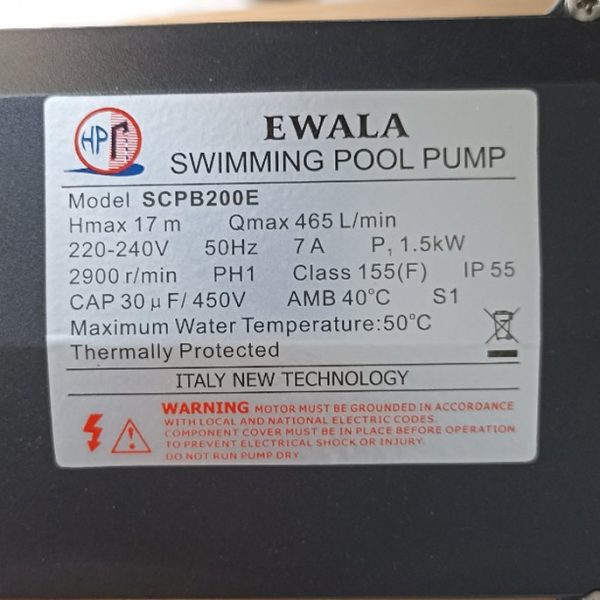 HP
EWALA
SWIMMING POOL PUMP
Model SCPB200E
Hmax 17 m Qmax 465 L/min
220-240V 50Hz 7 A P, 1.5kW
2900 r/min PH1 Class 155(F) IP 55
CAP 30 μF/ 450V AMB 40°C S1
Maximum Water Temperature:50°C
Thermally Protected
ITALY NEW TECHNOLOGY
WARNING MOTOR MUST BE GROUNDED IN ACCORDANCE
WITH LOCAL AND NATIONAL ELECTRIC CODES.
COMPONENT COVER MUST BE IN PLACE BEFORE OPERATION
TO PREVENT ELECTRICAL SHOCK OR INJURY.
DO NOT RUN PUMP DRY.